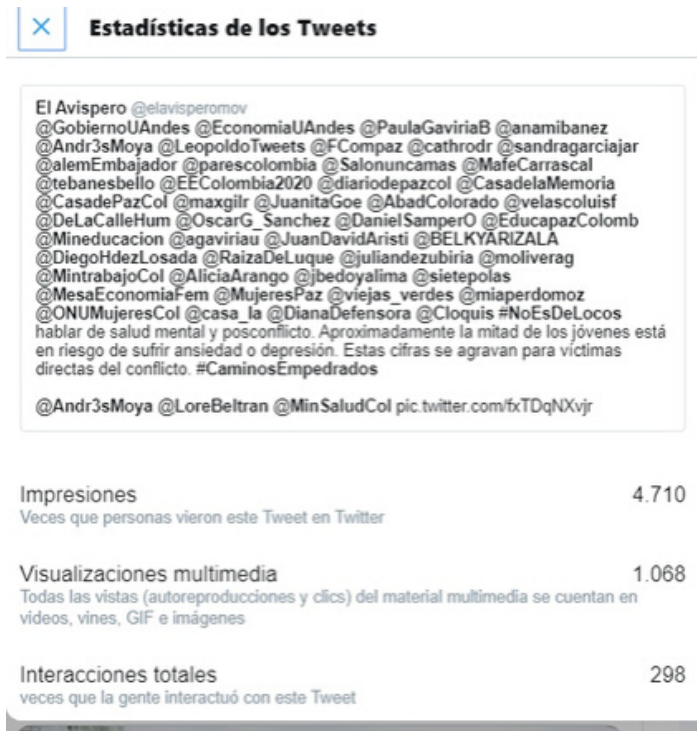 Estadísticas de los Tweets
El Avispero @elavisperomov
@GobiernoUAndes @EconomiaUAndes @PaulaGaviriaB @anamibanez
@Andr3sMoya @LeopoldoTweets @FCompaz @cathrodr @sandragarciajar
@alemEmbajador @parescolombia @Salonuncamas @MafeCarrascal
@tebanesbello @EEColombia2020 @diariodepazcol @CasadelaMemoria
@CasadePazCol @maxgilr @JuanitaGoe @AbadColorado @velascoluisf
@DeLaCalleHum @OscarG_Sanchez @DanielSamperO @EducapazColomb
@Mineducacion @agaviriau @JuanDavidAristi @BELKYARIZALA
@DiegoHdezLosada @RaizaDeLuque @juliandezubiria @moliverag
@MintrabajoCol @AliciaArango @jbedoyalima @sietepolas
@MesaEconomiaFem @MujeresPaz @viejas_verdes @miaperdomoz
@ONUMujeresCol @casa_la @DianaDefensora @Cloquis #NoEsDeLocos
hablar de salud mental y posconflicto. Aproximadamente la mitad de los jóvenes está
en riesgo de sufrir ansiedad o depresión. Estas cifras se agravan para víctimas
directas del conflicto. #CaminosEmpedrados
@Andr3sMoya @LoreBeltran @MinSaludCol pic.twitter.com/fxTDqNXvjr
Impresiones 4.710
Veces que personas vieron este Tweet en Twitter
Visualizaciones multimedia 1.068
Todas las vistas (autoreproducciones y clics) del material multimedia se cuentan en
videos, vines, GIF e imágenes
Interacciones totales 298
veces que la gente interactuó con este Tweet